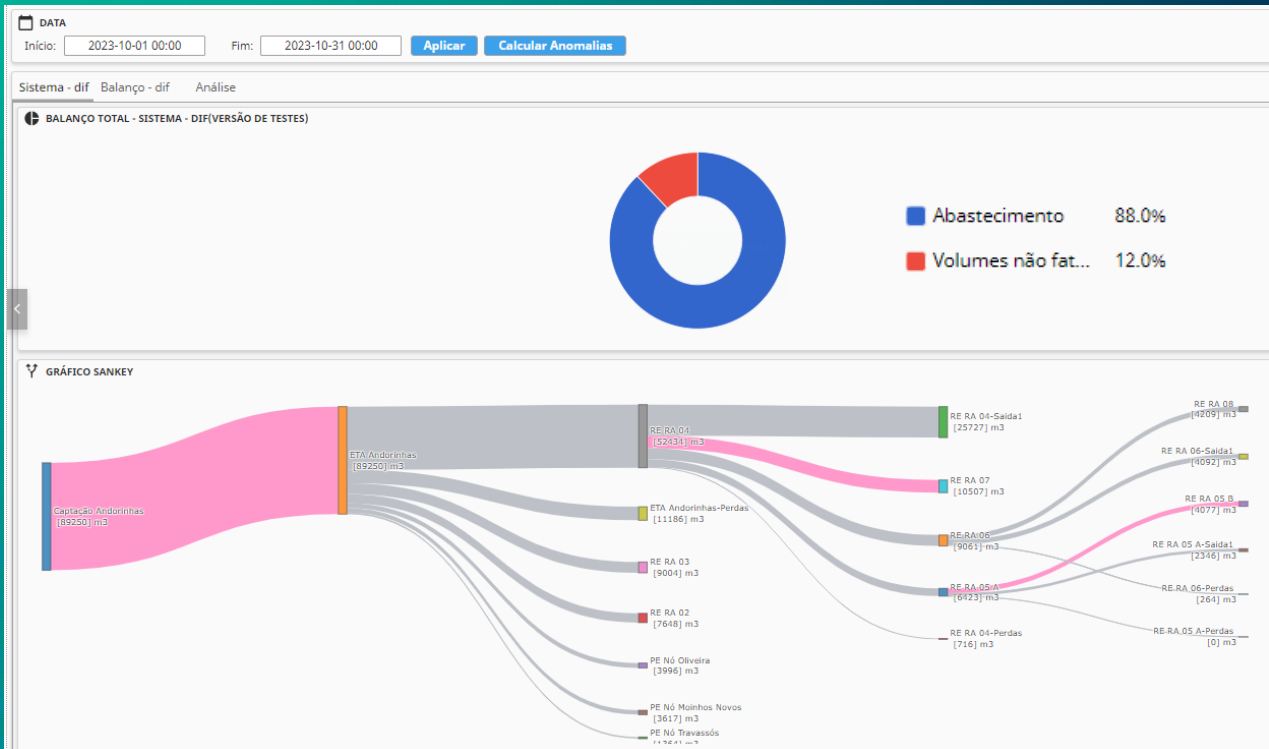 DATA
Início: 2023-10-01 00:00 Fim: 2023-10-31 00:00 Aplicar Calcular Anomalias
Sistema - dif Balanço - dif Análise
BALANÇO TOTAL - SISTEMA - DIF(VERSÃO DE TESTES)
Abastecimento 88.0%
Volumes não fat... 12.0%
GRÁFICO SANKEY
Captação Andorinhas
[89250] m3
ETA Andorinhas
[89250] m3
RE RA 04
[52434] m3
ETA Andorinhas-Perdas
[11186] m3
RE RA 03
[9004] m3
RE RA 02
[7648] m3
PE Nó Oliveira
[3996] m3
PE Nó Moinhos Novos
[3617] m3
PE Nó Travassós
RE RA 04-Saida1
[25727] m3
RE RA 07
[10507] m3
RE RA 06
[9061] m3
RE RA 05 A
[6423] m3
RE RA 04-Perdas
[716] m3
RE RA 08
[4209] m3
RE RA 06-Saida1
[4092] m3
RE RA 05 B
[4077] m3
RE RA 05 A-Saida1
[2346] m3
RE RA 06-Perdas
[264] m3
RE RA 05 A-Perdas
[0] m3